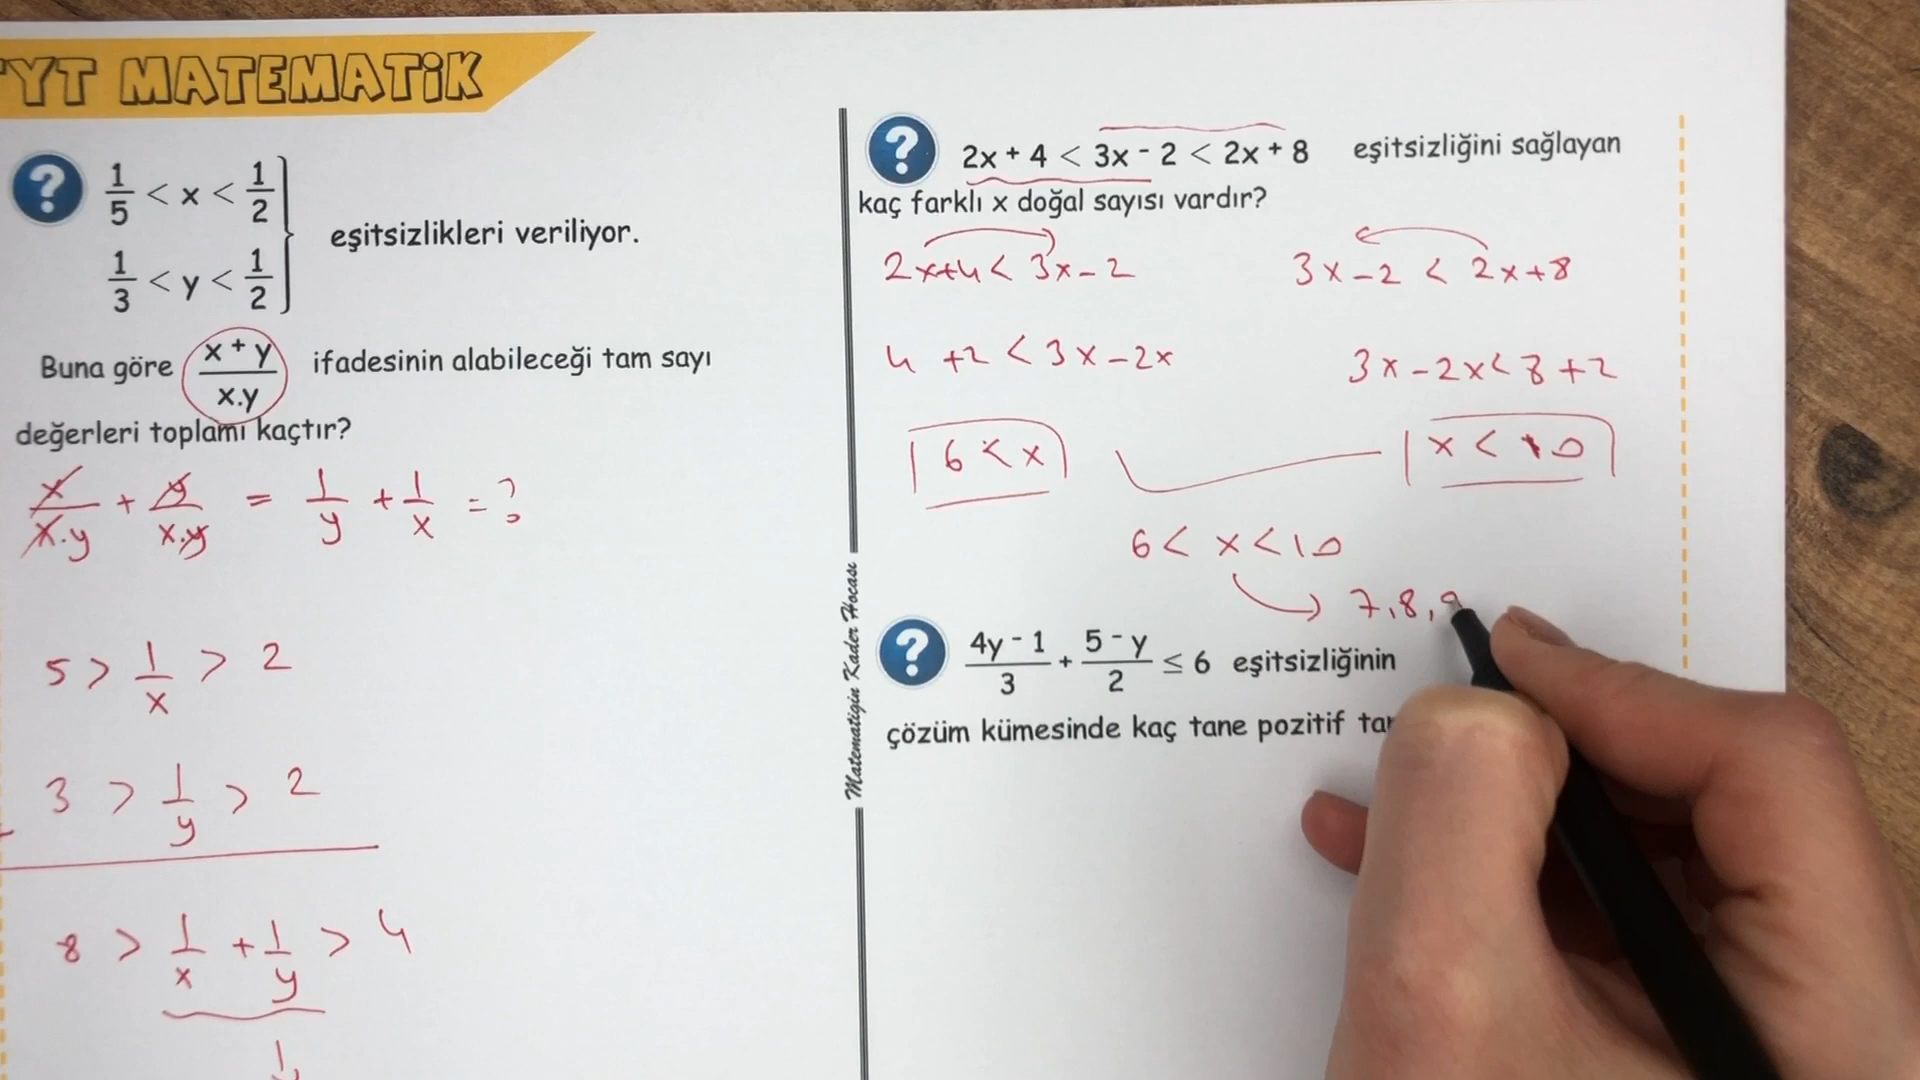 TYT MATEMATİK
1/5 < x < 1/2
1/3 < y < 1/2
eşitsizlikleri veriliyor.
Buna göre (x + y)/(x.y) ifadesinin alabileceği tam sayı
değerleri toplamı kaçtır?
x/(x.y) + y/(x.y) = 1/y + 1/x = ?
5 > 1/x > 2
3 > 1/y > 2
8 > 1/x + 1/y > 4
Matematiğin Kader Hocası
2x + 4 < 3x - 2 < 2x + 8 eşitsizliğini sağlayan
kaç farklı x doğal sayısı vardır?
2x+4 < 3x-2
3x-2 < 2x+8
4 +2 < 3x-2x
3x-2x < 8+2
6 < x
x < 10
6 < x < 10
7,8,9
(4y - 1)/3 + (5 - y)/2 ≤ 6 eşitsizliğinin
çözüm kümesinde kaç tane pozitif